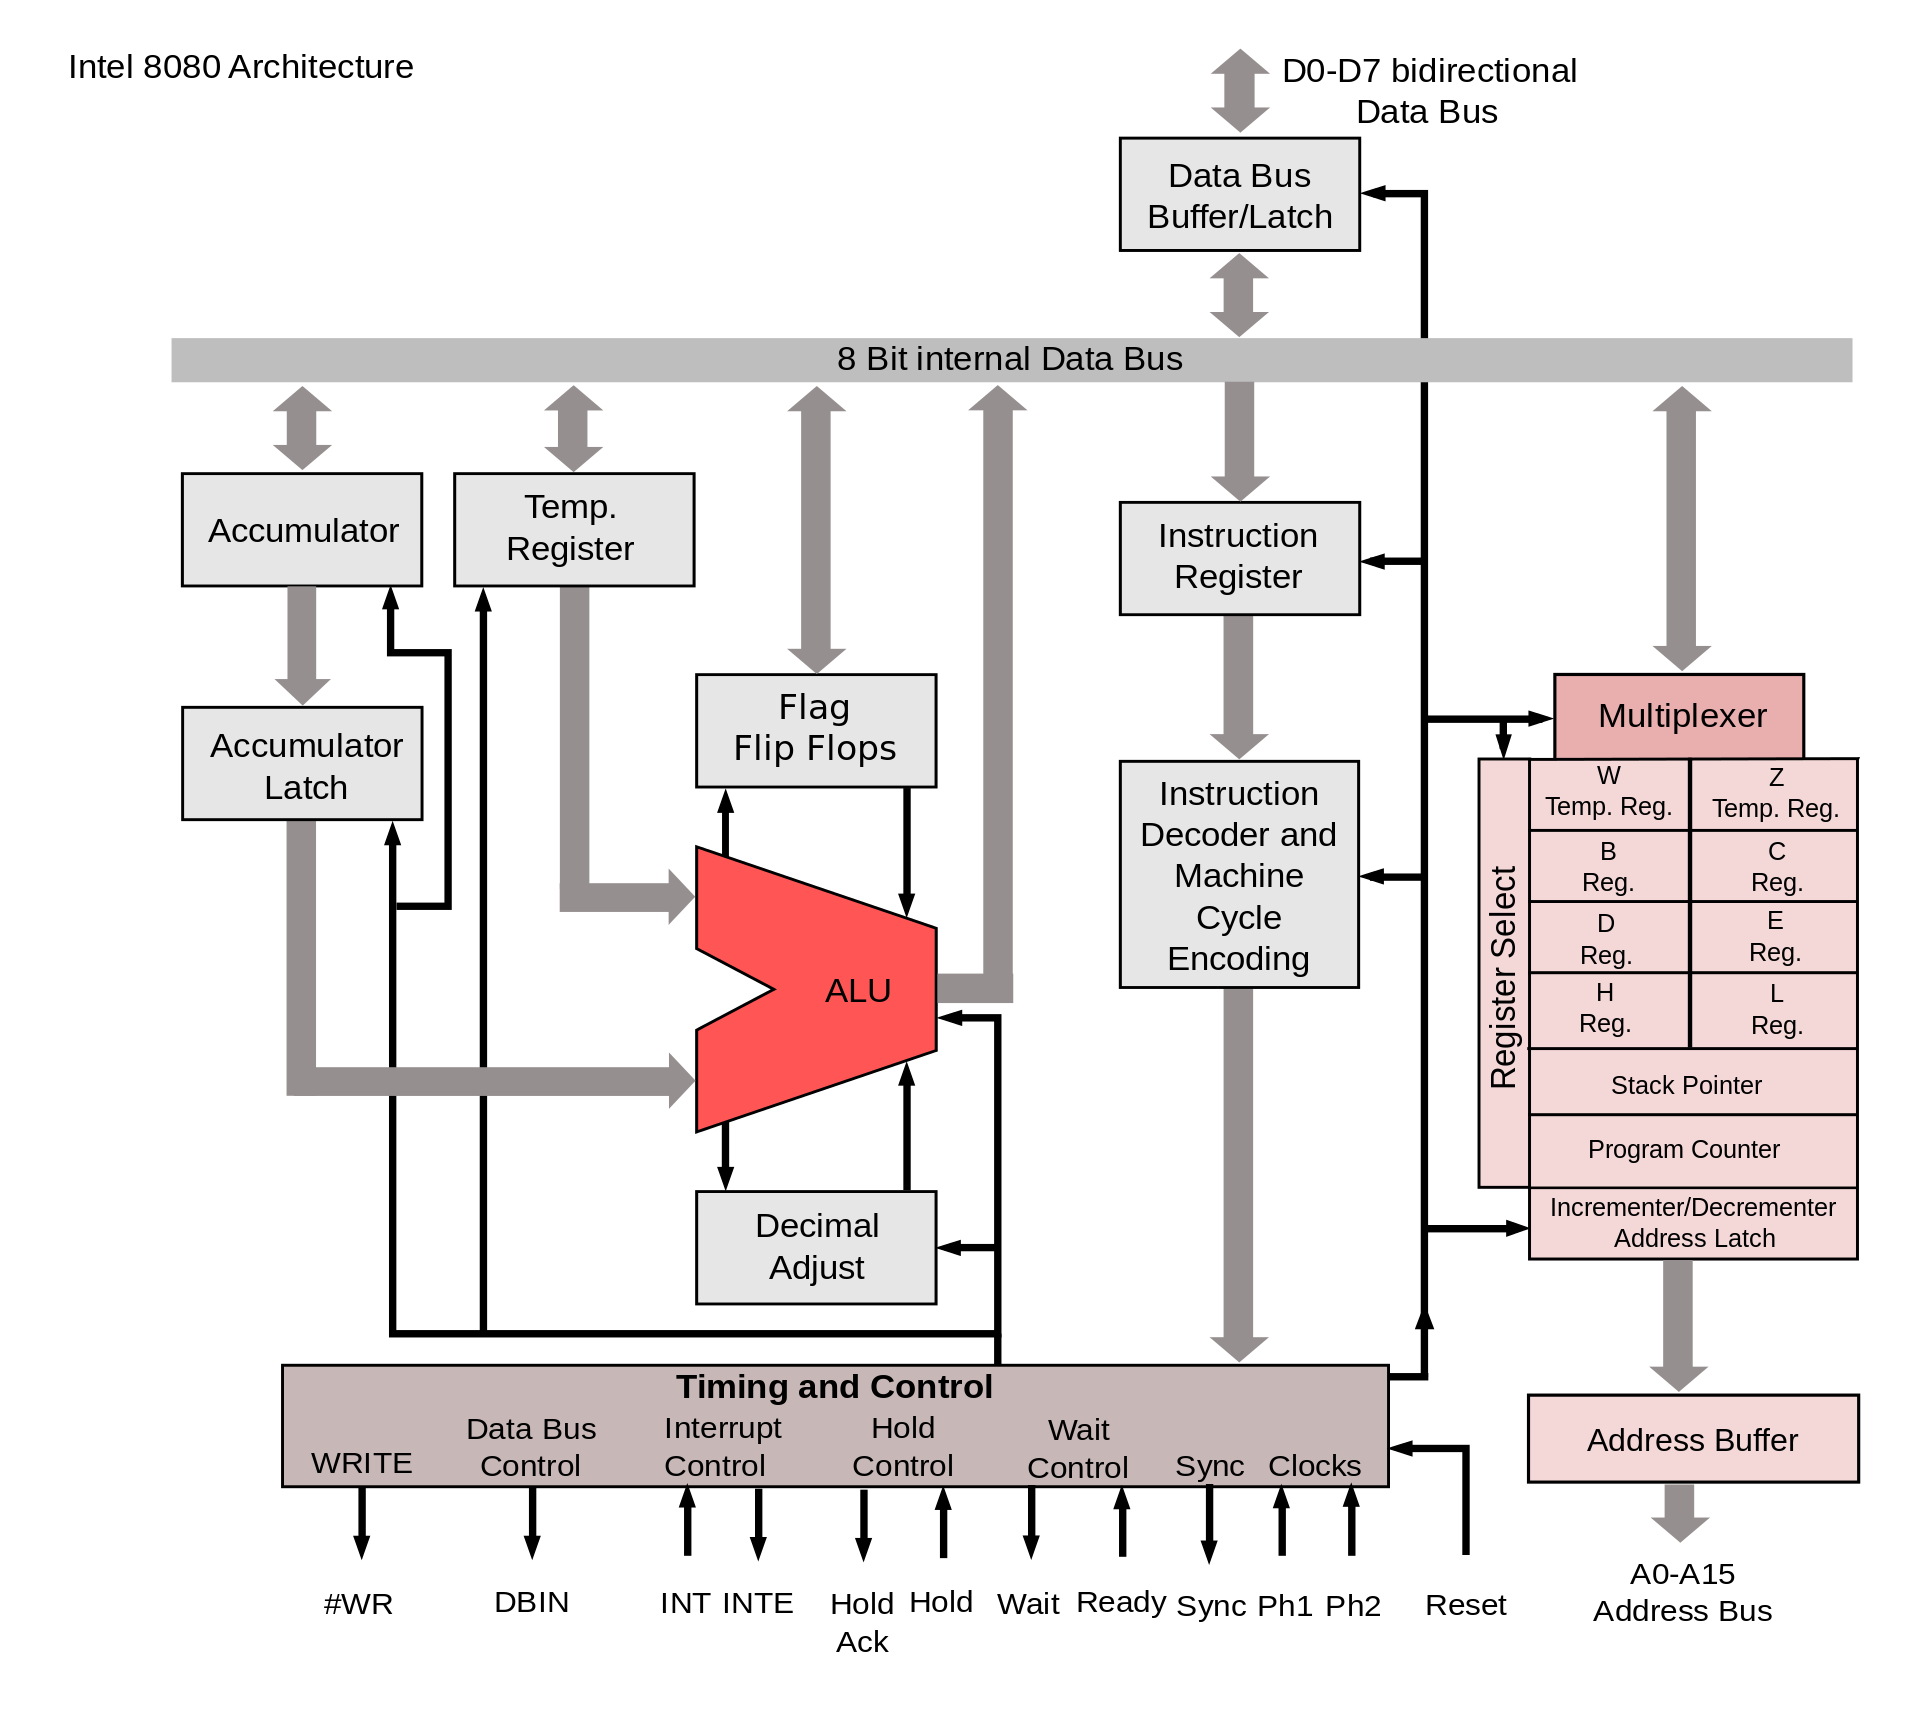 Intel 8080 Architecture
D0-D7 bidirectional
Data Bus
Data Bus
Buffer/Latch
8 Bit internal Data Bus
Accumulator
Temp.
Register
Instruction
Register
Flag
Flip Flops
Accumulator
Latch
Multiplexer
Instruction
Decoder and
Machine
Cycle
Encoding
ALU
Register Select
W
Temp. Reg.
Z
Temp. Reg.
B
Reg.
C
Reg.
D
Reg.
E
Reg.
H
Reg.
L
Reg.
Stack Pointer
Program Counter
Incrementer/Decrementer
Address Latch
Decimal
Adjust
Timing and Control
WRITE
Data Bus
Control
Interrupt
Control
Hold
Control
Wait
Control
Sync
Clocks
Address Buffer
#WR
DBIN
INT
INTE
Hold
Ack
Hold
Wait
Ready
Sync
Ph1
Ph2
Reset
A0-A15
Address Bus